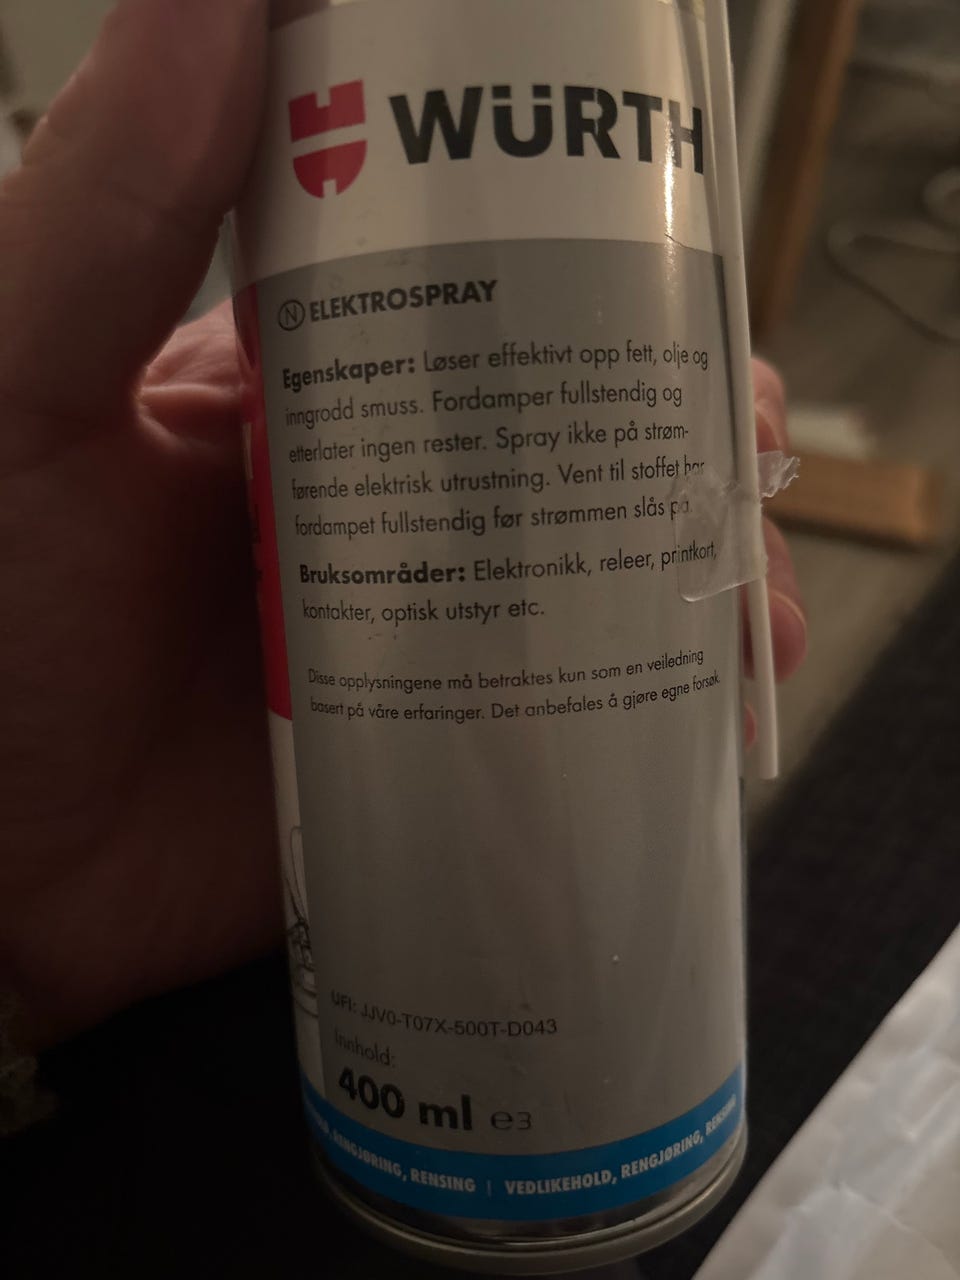 WÜRTH
N ELEKTROSPRAY
Egenskaper: Løser effektivt opp fett, olje og
inngrodd smuss. Fordamper fullstendig og
etterlater ingen rester. Spray ikke på strøm-
førende elektrisk utrustning. Vent til stoffet har
fordampet fullstendig før strømmen slås på.
Bruksområder: Elektronikk, releer, printkort,
kontakter, optisk utstyr etc.
Disse opplysningene må betraktes kun som en veiledning
basert på våre erfaringer. Det anbefales å gjøre egne forsøk.
UFI: JJV0-T07X-500T-D043
Innhold:
400 ml e3
RENGJØRING, RENSING | VEDLIKEHOLD, RENGJØRING, RENSING